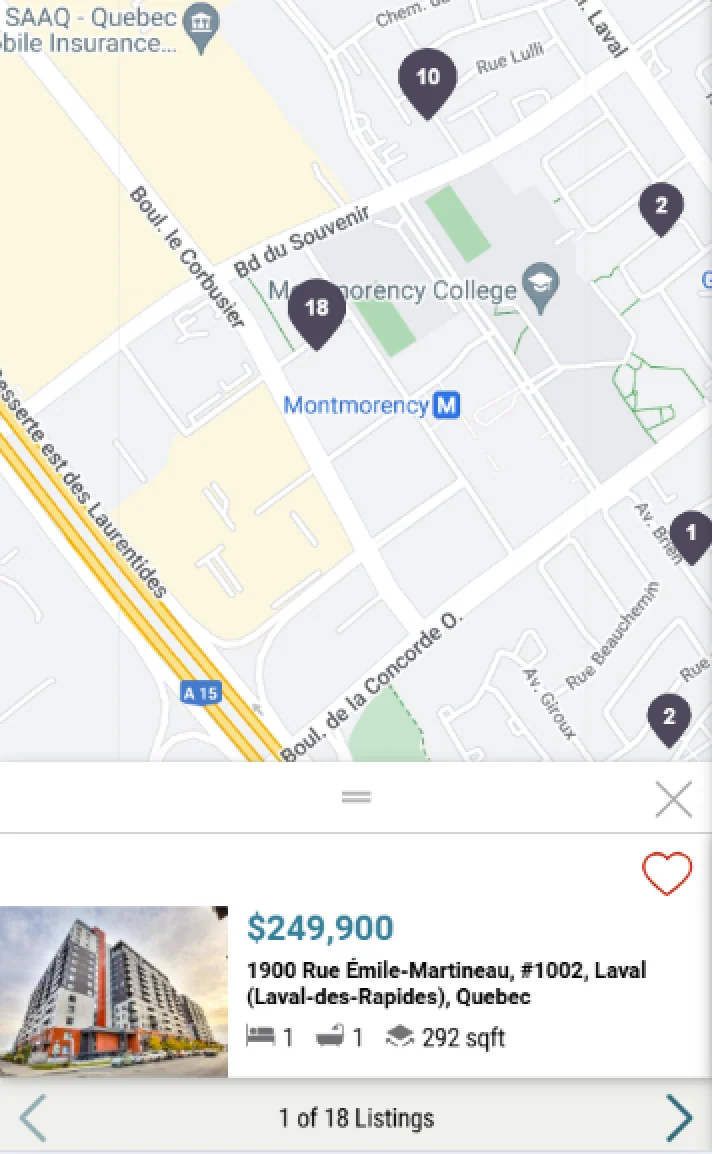 SAAQ - Quebec
bile Insurance...
Chem. du
Laval
Rue Lulli
10
2
Boul. le Corbusier
Bd du Souvenir
Montmorency College
18
Montmorency M
esserte est des Laurentides
Av. Brien
1
Rue Beauchemin
Rue
Av. Giroux
A 15
Boul. de la Concorde O.
2
$249,900
1900 Rue Émile-Martineau, #1002, Laval
(Laval-des-Rapides), Quebec
1 1 292 sqft
1 of 18 Listings